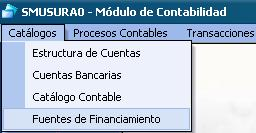 SMUSURA0 - Módulo de Contabilidad
Catálogos Procesos Contables Transacciones
Estructura de Cuentas
Cuentas Bancarias
Catálogo Contable
Fuentes de Financiamiento